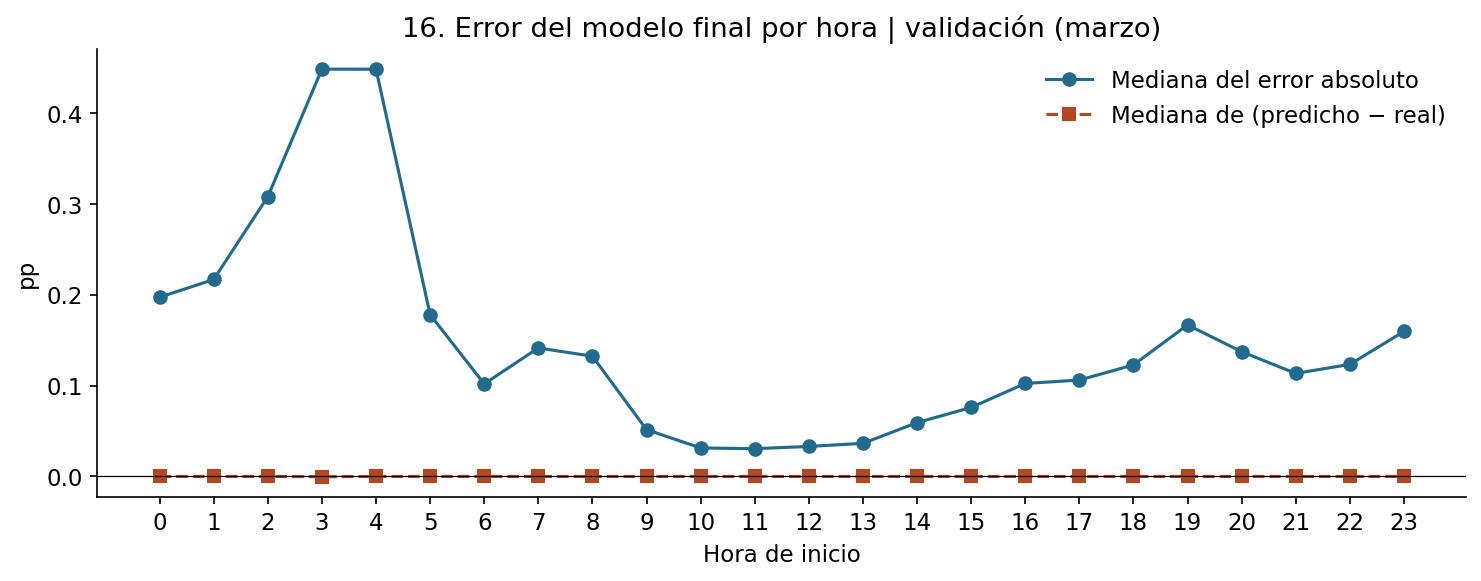 16. Error del modelo final por hora | validación (marzo)
Mediana del error absoluto
Mediana de (predicho − real)
pp
0.4
0.3
0.2
0.1
0.0
0 1 2 3 4 5 6 7 8 9 10 11 12 13 14 15 16 17 18 19 20 21 22 23
Hora de inicio